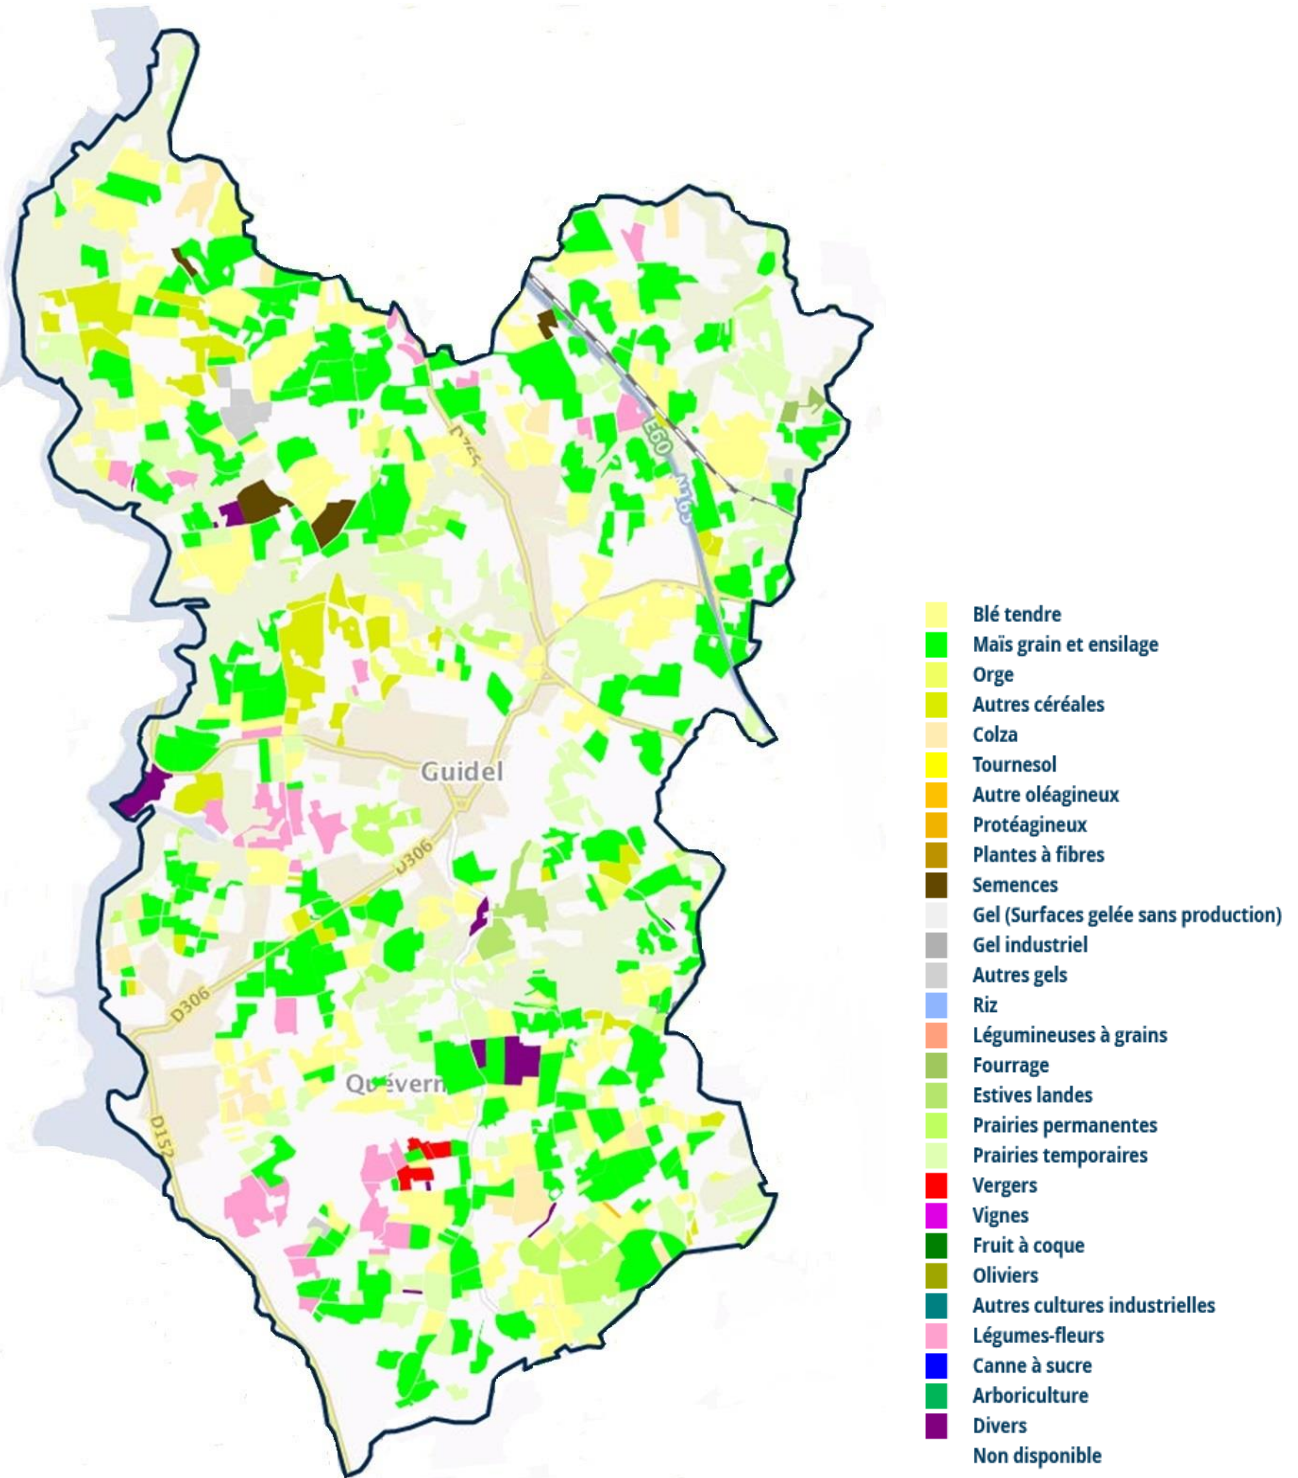 D765
E60
N165
Guidel
D306
D306
Quévern
D152
Blé tendre
Maïs grain et ensilage
Orge
Autres céréales
Colza
Tournesol
Autre oléagineux
Protéagineux
Plantes à fibres
Semences
Gel (Surfaces gelée sans production)
Gel industriel
Autres gels
Riz
Légumineuses à grains
Fourrage
Estives landes
Prairies permanentes
Prairies temporaires
Vergers
Vignes
Fruit à coque
Oliviers
Autres cultures industrielles
Légumes-fleurs
Canne à sucre
Arboriculture
Divers
Non disponible